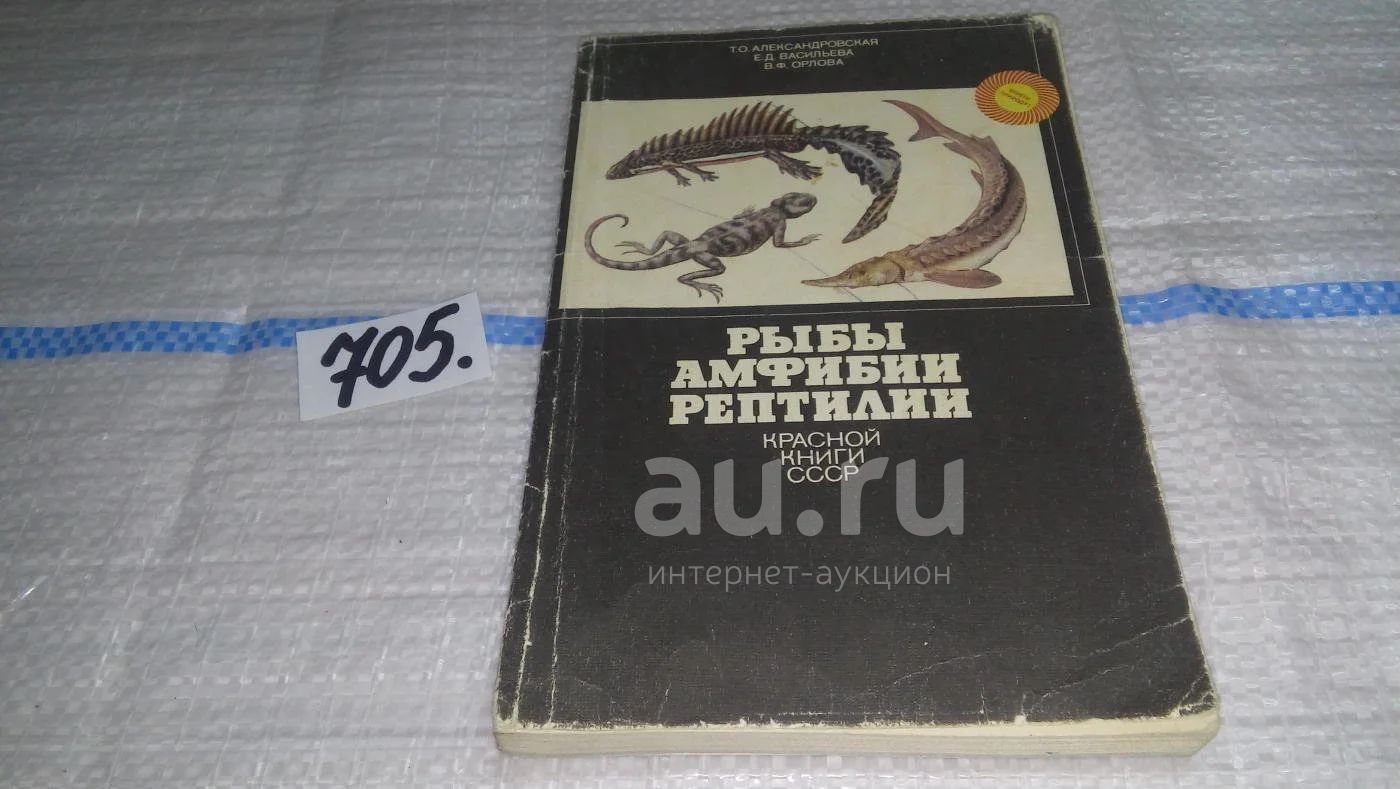 Т.О. АЛЕКСАНДРОВСКАЯ
Е.Д. ВАСИЛЬЕВА
В.Ф. ОРЛОВА
РЫБЫ
АМФИБИИ
РЕПТИЛИИ
КРАСНОЙ
КНИГИ
СССР
705.
au.ru
интернет-аукцион